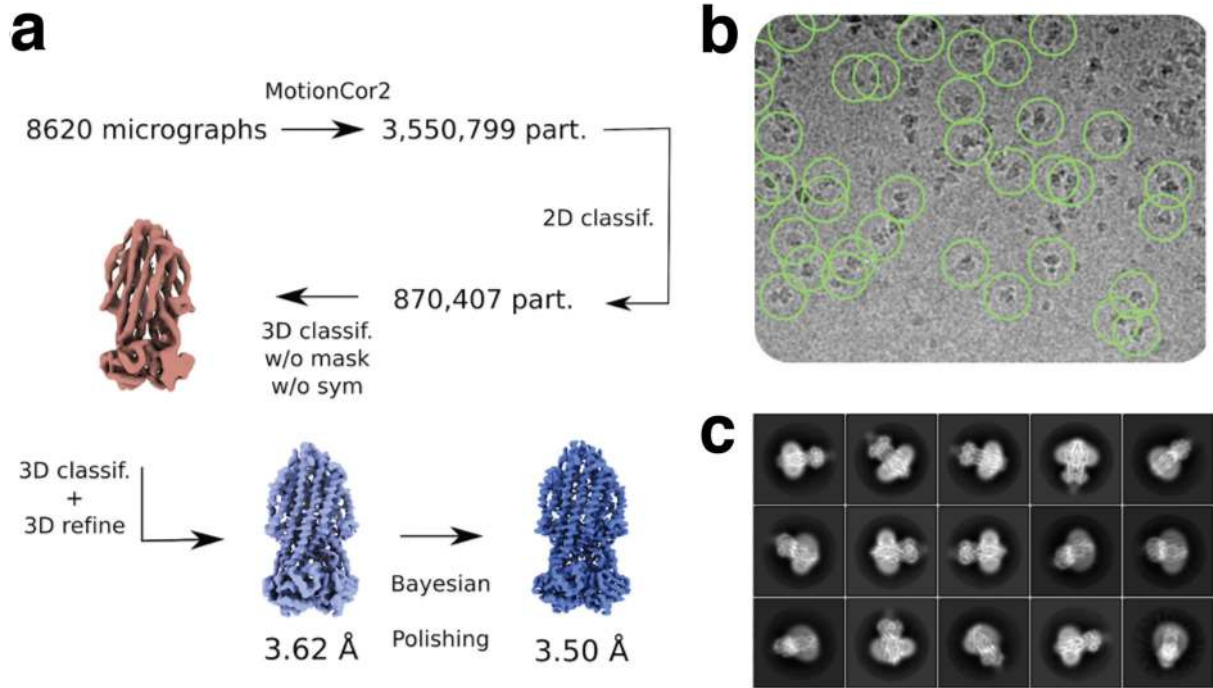 a
MotionCor2
8620 micrographs
3,550,799 part.
2D classif.
870,407 part.
3D classif.
w/o mask
w/o sym
3D classif.
+
3D refine
Bayesian
Polishing
3.62 Å
3.50 Å
b
c